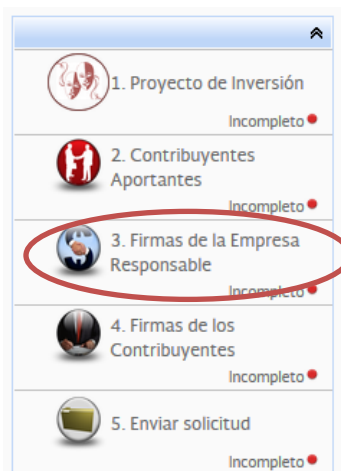 1. Proyecto de Inversión
Incompleto
2. Contribuyentes
Aportantes
Incompleto
3. Firmas de la Empresa
Responsable
Incompleto
4. Firmas de los
Contribuyentes
Incompleto
5. Enviar solicitud
Incompleto